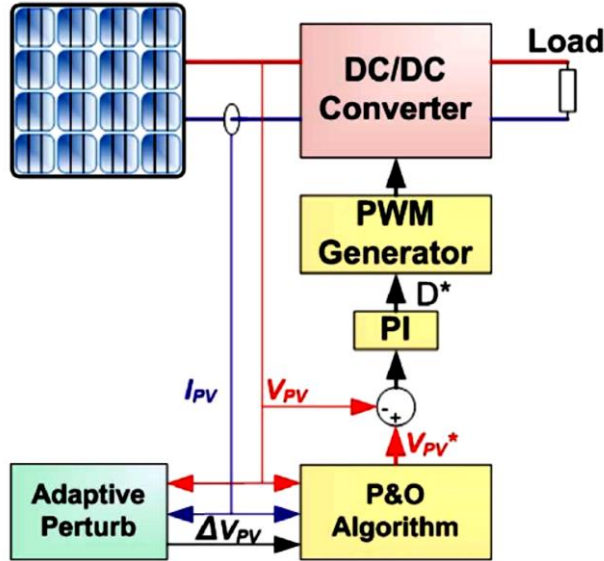 Load
DC/DC
Converter
PWM
Generator
D*
PI
I_PV
V_PV
-
+
V_PV*
Adaptive
Perturb
ΔV_PV
P&O
Algorithm